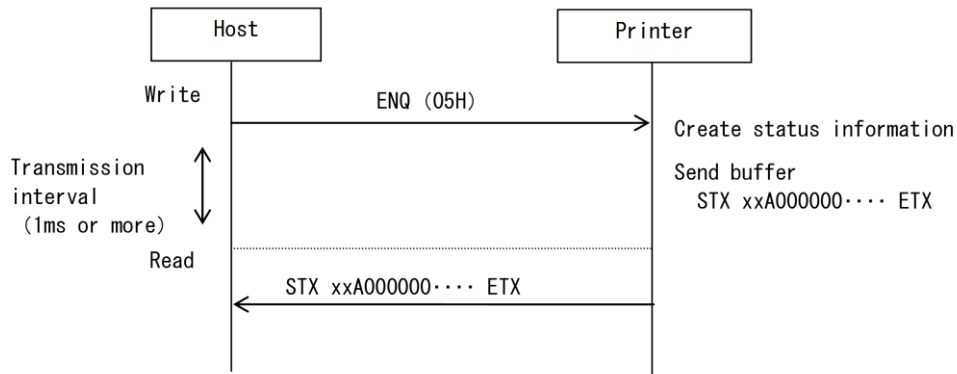 Host
Printer
Write
ENQ (05H)
Create status information
Transmission
interval
(1ms or more)
Send buffer
STX xxA000000···· ETX
Read
STX xxA000000···· ETX